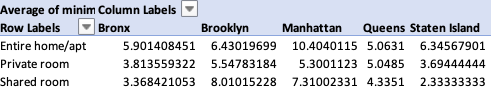 Average of minim Column Labels
Row Labels Bronx Brooklyn Manhattan Queens Staten Island
Entire home/apt 5.901408451 6.43019699 10.4040115 5.0631 6.34567901
Private room 3.813559322 5.54783184 5.3001123 5.0485 3.69444444
Shared room 3.368421053 8.01015228 7.31002331 4.3351 2.33333333